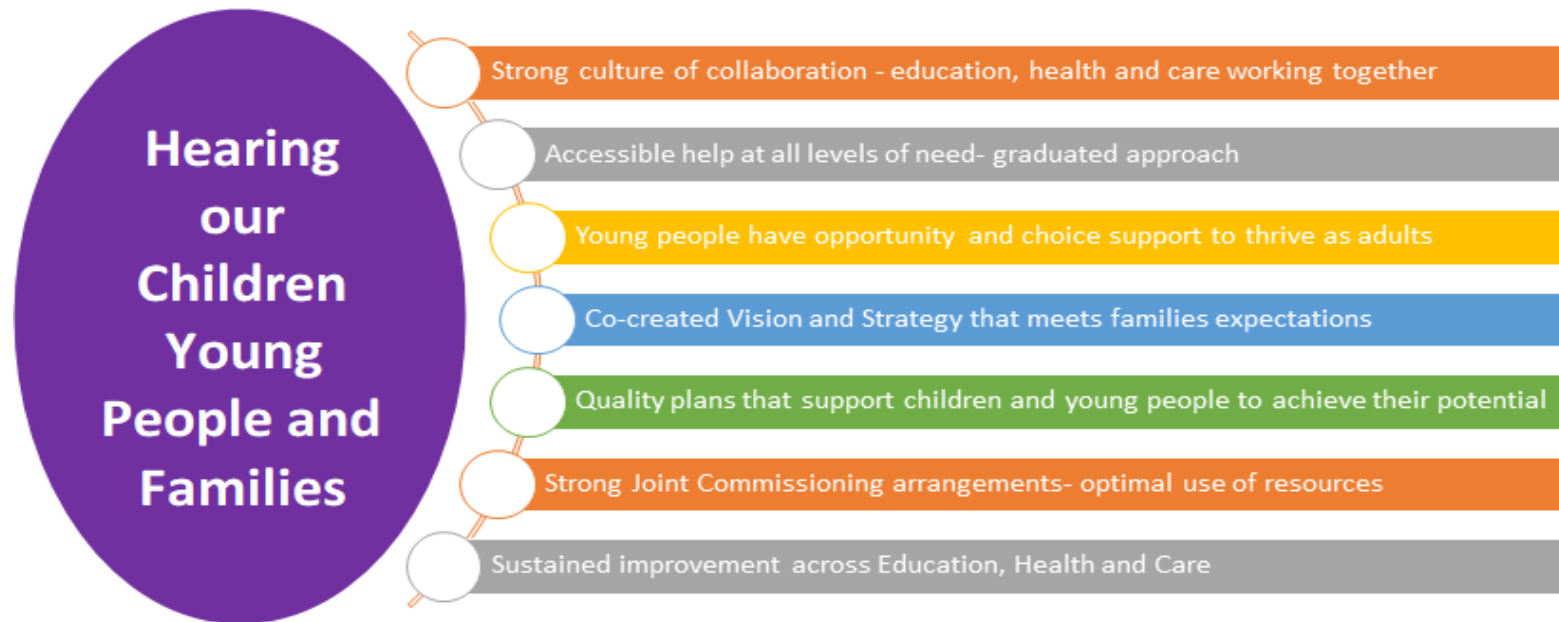 Hearing
our
Children
Young
People and
Families
Strong culture of collaboration - education, health and care working together
Accessible help at all levels of need- graduated approach
Young people have opportunity and choice support to thrive as adults
Co-created Vision and Strategy that meets families expectations
Quality plans that support children and young people to achieve their potential
Strong Joint Commissioning arrangements- optimal use of resources
Sustained improvement across Education, Health and Care